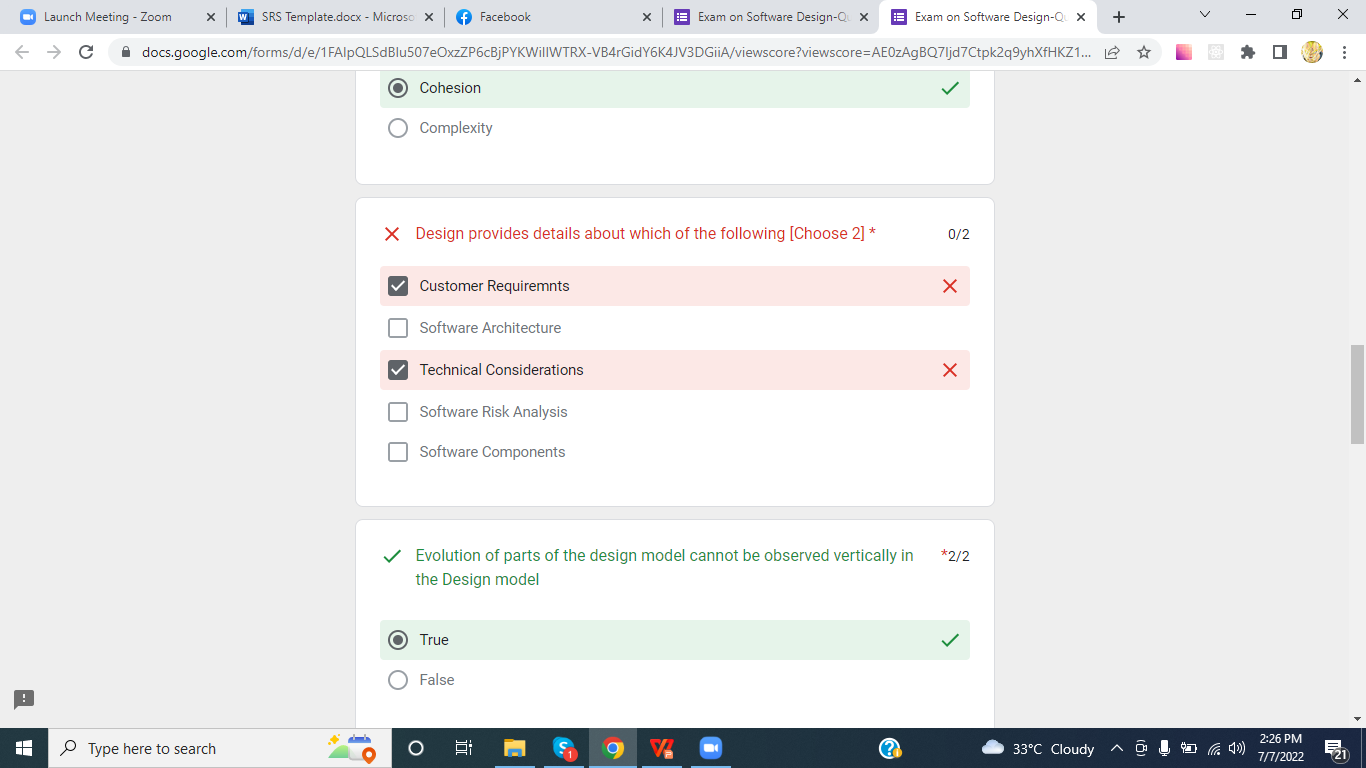 Launch Meeting - Zoom
SRS Template.docx - Microso
Facebook
Exam on Software Design-Q
Exam on Software Design-Q
docs.google.com/forms/d/e/1FAIpQLSdBlu507eOxzZP6cBjPYKWiIlWTRX-VB4rGidY6K4JV3DGiiA/viewscore?viewscore=AE0zAgBQ7Ijd7Ctpk2q9yhXfHKZ1...
Cohesion
Complexity
Design provides details about which of the following [Choose 2] *
0/2
Customer Requiremnts
Software Architecture
Technical Considerations
Software Risk Analysis
Software Components
Evolution of parts of the design model cannot be observed vertically in
the Design model
*2/2
True
False
Type here to search
33°C Cloudy
2:26 PM
7/7/2022
21